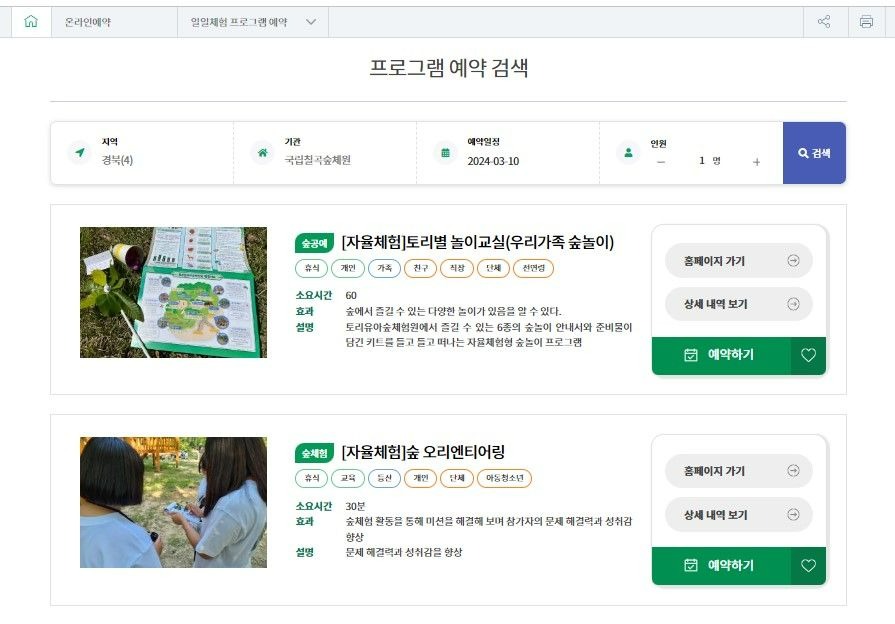 온라인예약
일일체험 프로그램 예약
프로그램 예약 검색
지역
경북(4)
기관
국립칠곡숲체원
예약일정
2024-03-10
인원
− 1 명 +
검색
숲공예 [자율체험]토리별 놀이교실(우리가족 숲놀이)
휴식 개인 가족 친구 직장 단체 전연령
소요시간 60
효과 숲에서 즐길 수 있는 다양한 놀이가 있음을 알 수 있다.
설명 토리유아숲체험원에서 즐길 수 있는 6종의 숲놀이 안내서와 준비물이
담긴 키트를 들고 들고 떠나는 자율체험형 숲놀이 프로그램
홈페이지 가기
상세 내역 보기
예약하기
숲체험 [자율체험]숲 오리엔티어링
휴식 교육 등산 개인 단체 아동청소년
소요시간 30분
효과 숲체험 활동을 통해 미션을 해결해 보며 참가자의 문제 해결력과 성취감
향상
설명 문제 해결력과 성취감을 향상
홈페이지 가기
상세 내역 보기
예약하기